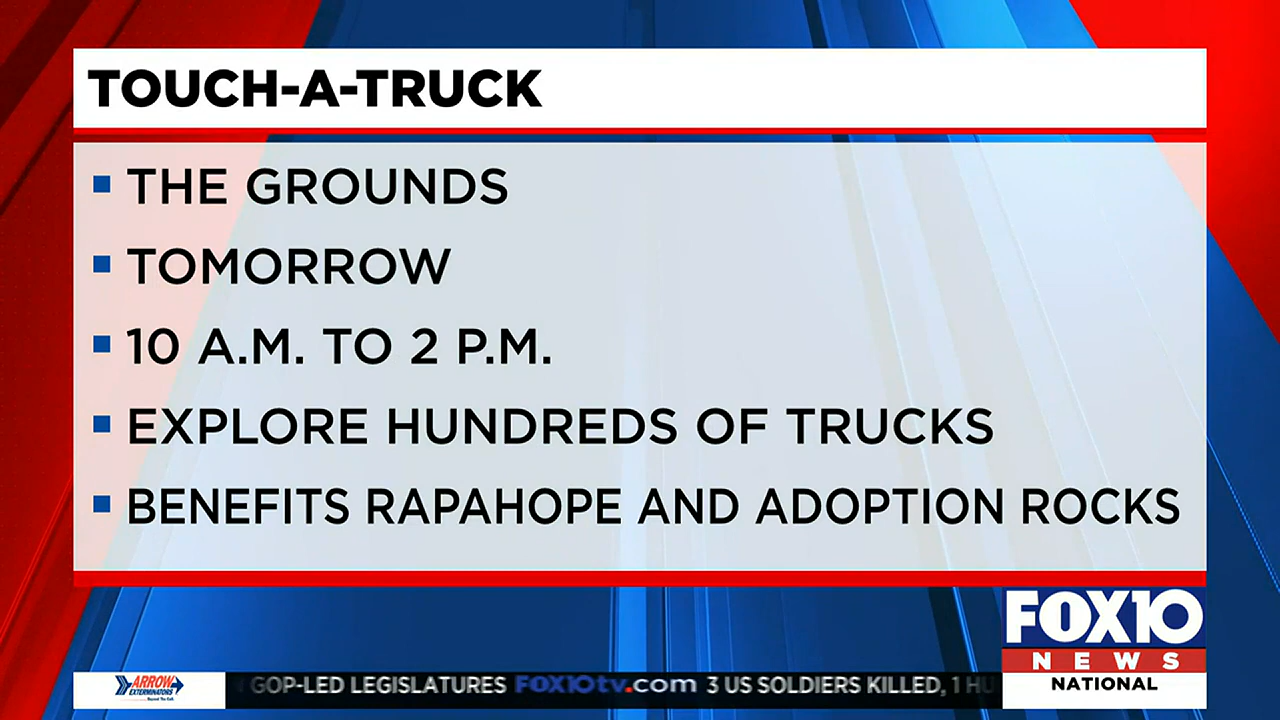 TOUCH-A-TRUCK
THE GROUNDS
TOMORROW
10 A.M. TO 2 P.M.
EXPLORE HUNDREDS OF TRUCKS
BENEFITS RAPAHOPE AND ADOPTION ROCKS
FOX10
NEWS
NATIONAL
ARROW
EXTERMINATORS
GOP-LED LEGISLATURES FOX10tv.com 3 US SOLDIERS KILLED, 1 HU